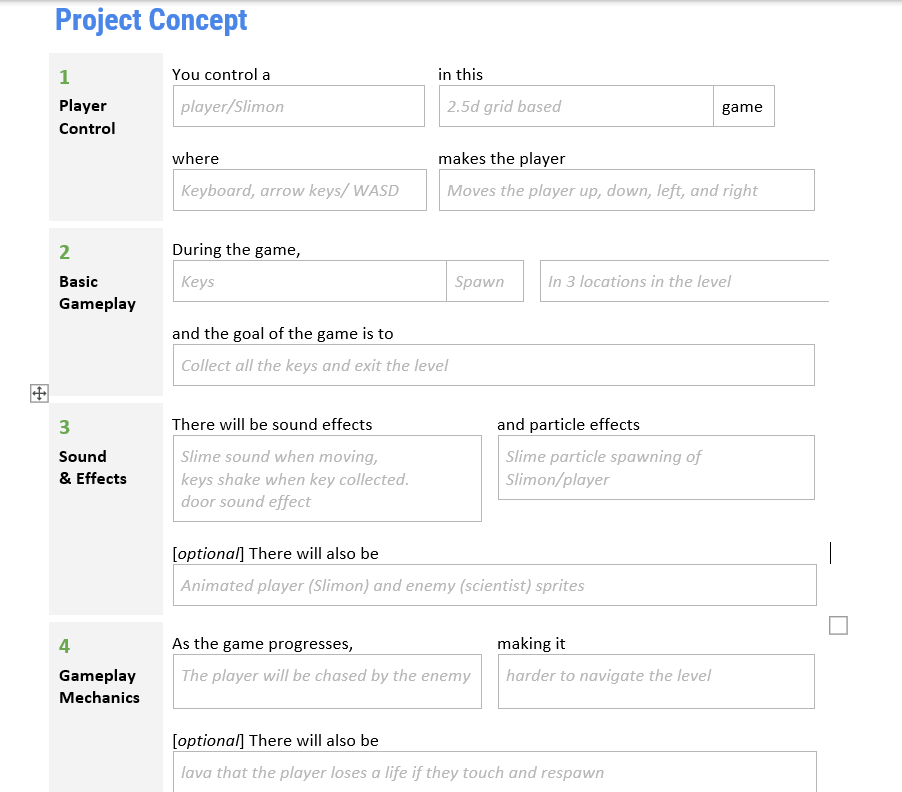 Project Concept
1
Player
Control
You control a
in this
player/Slimon
2.5d grid based
game
where
makes the player
Keyboard, arrow keys/ WASD
Moves the player up, down, left, and right
2
Basic
Gameplay
During the game,
Keys
Spawn
In 3 locations in the level
and the goal of the game is to
Collect all the keys and exit the level
3
Sound
& Effects
There will be sound effects
and particle effects
Slime sound when moving,
keys shake when key collected.
door sound effect
Slime particle spawning of
Slimon/player
[optional] There will also be
Animated player (Slimon) and enemy (scientist) sprites
4
Gameplay
Mechanics
As the game progresses,
making it
The player will be chased by the enemy
harder to navigate the level
[optional] There will also be
lava that the player loses a life if they touch and respawn